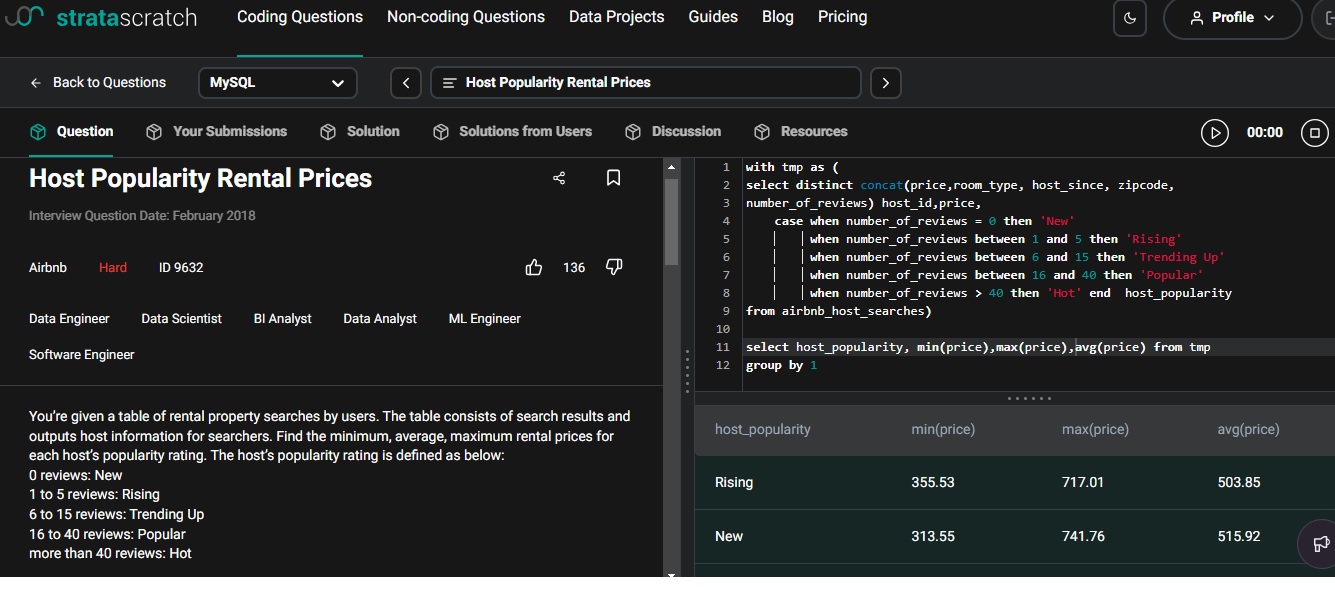 stratascratch
Coding Questions
Non-coding Questions
Data Projects
Guides
Blog
Pricing
Profile
Back to Questions
MySQL
Host Popularity Rental Prices
Question
Your Submissions
Solution
Solutions from Users
Discussion
Resources
00:00
Host Popularity Rental Prices
Interview Question Date: February 2018
Airbnb Hard ID 9632
136
Data Engineer Data Scientist BI Analyst Data Analyst ML Engineer
Software Engineer
You're given a table of rental property searches by users. The table consists of search results and
outputs host information for searchers. Find the minimum, average, maximum rental prices for
each host's popularity rating. The host's popularity rating is defined as below:
0 reviews: New
1 to 5 reviews: Rising
6 to 15 reviews: Trending Up
16 to 40 reviews: Popular
more than 40 reviews: Hot
1 with tmp as (
2 select distinct concat(price,room_type, host_since, zipcode,
3 number_of_reviews) host_id,price,
4 case when number_of_reviews = 0 then 'New'
5 when number_of_reviews between 1 and 5 then 'Rising'
6 when number_of_reviews between 6 and 15 then 'Trending Up'
7 when number_of_reviews between 16 and 40 then 'Popular'
8 when number_of_reviews > 40 then 'Hot' end  host_popularity
9 from airbnb_host_searches)
10
11 select host_popularity, min(price),max(price),avg(price) from tmp
12 group by 1
host_popularity min(price) max(price) avg(price)
Rising 355.53 717.01 503.85
New 313.55 741.76 515.92